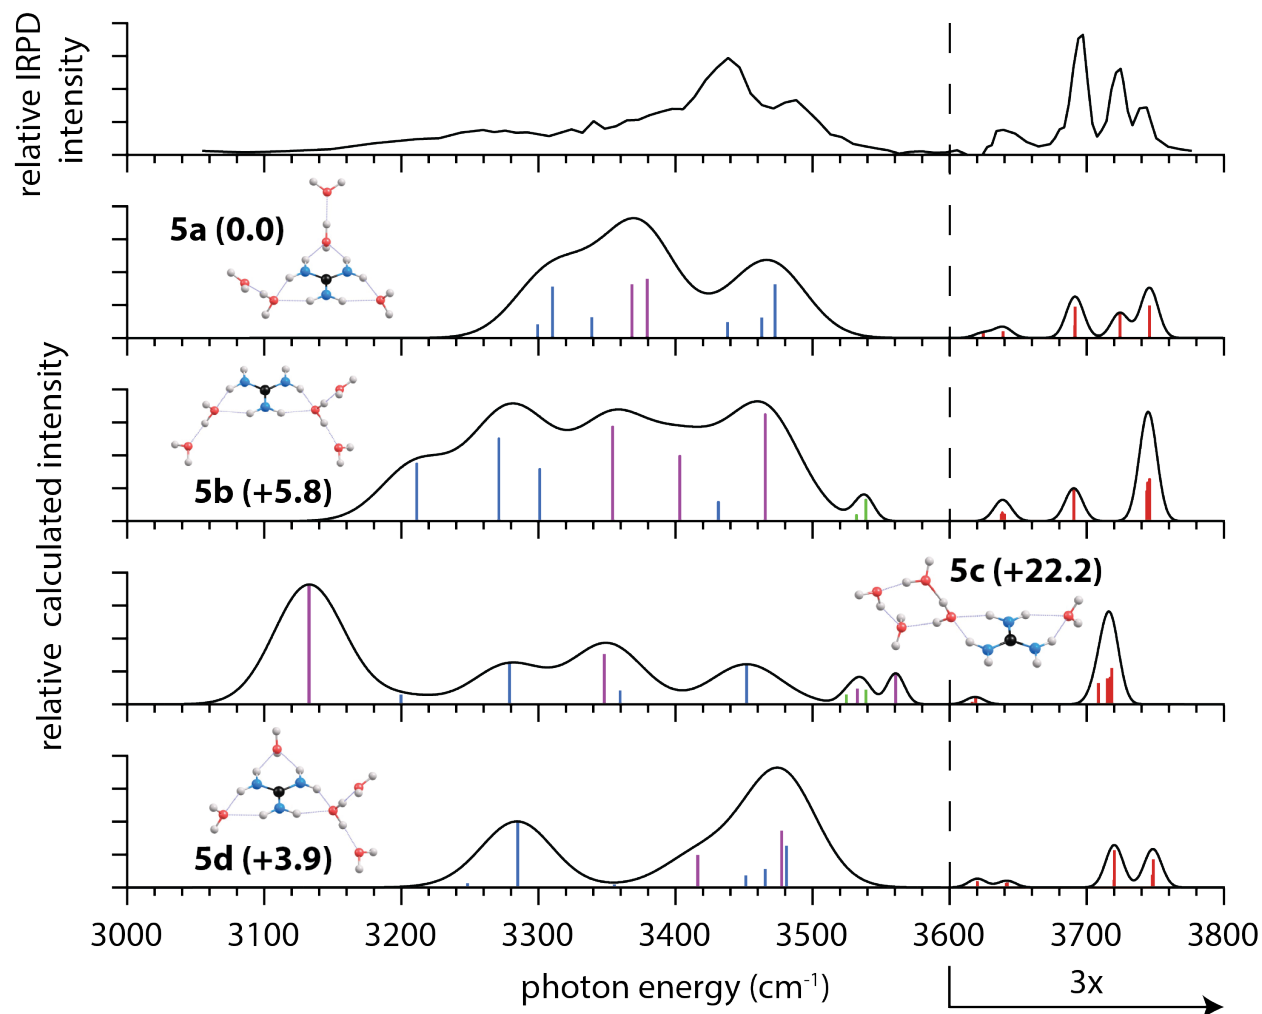 relative IRPD
intensity
5a (0.0)
5b (+5.8)
relative calculated intensity
5c (+22.2)
5d (+3.9)
3000 3100 3200 3300 3400 3500 3600 3700 3800
photon energy (cm⁻¹)
3x